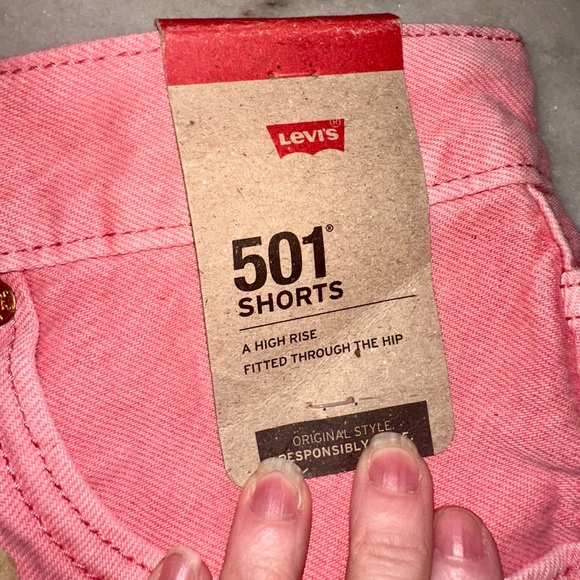 Levi's
501®
SHORTS
A HIGH RISE
FITTED THROUGH THE HIP
ORIGINAL STYLE.
RESPONSIBLY